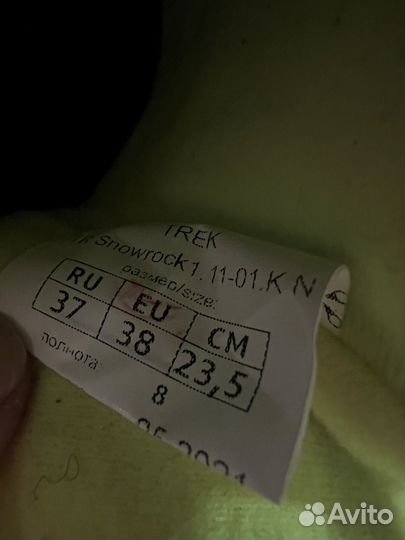 TREK
Snowrock1. 11-01.K N
размер/size:
RU EU CM
37 38 23,5
полнота 8
Avito